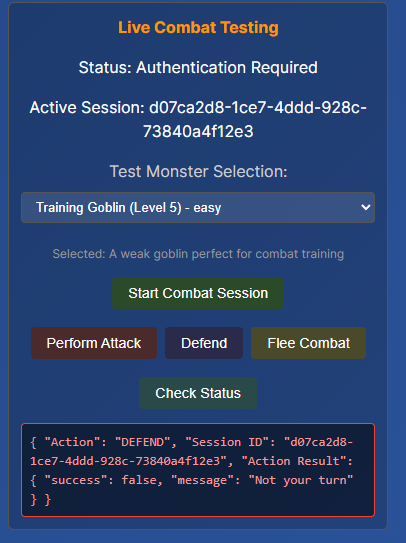 Live Combat Testing
Status: Authentication Required
Active Session: d07ca2d8-1ce7-4ddd-928c-
73840a4f12e3
Test Monster Selection:
Training Goblin (Level 5) - easy
Selected: A weak goblin perfect for combat training
Start Combat Session
Perform Attack Defend Flee Combat
Check Status
{ "Action": "DEFEND", "Session ID": "d07ca2d8-
1ce7-4ddd-928c-73840a4f12e3", "Action Result":
{ "success": false, "message": "Not your turn"
} }